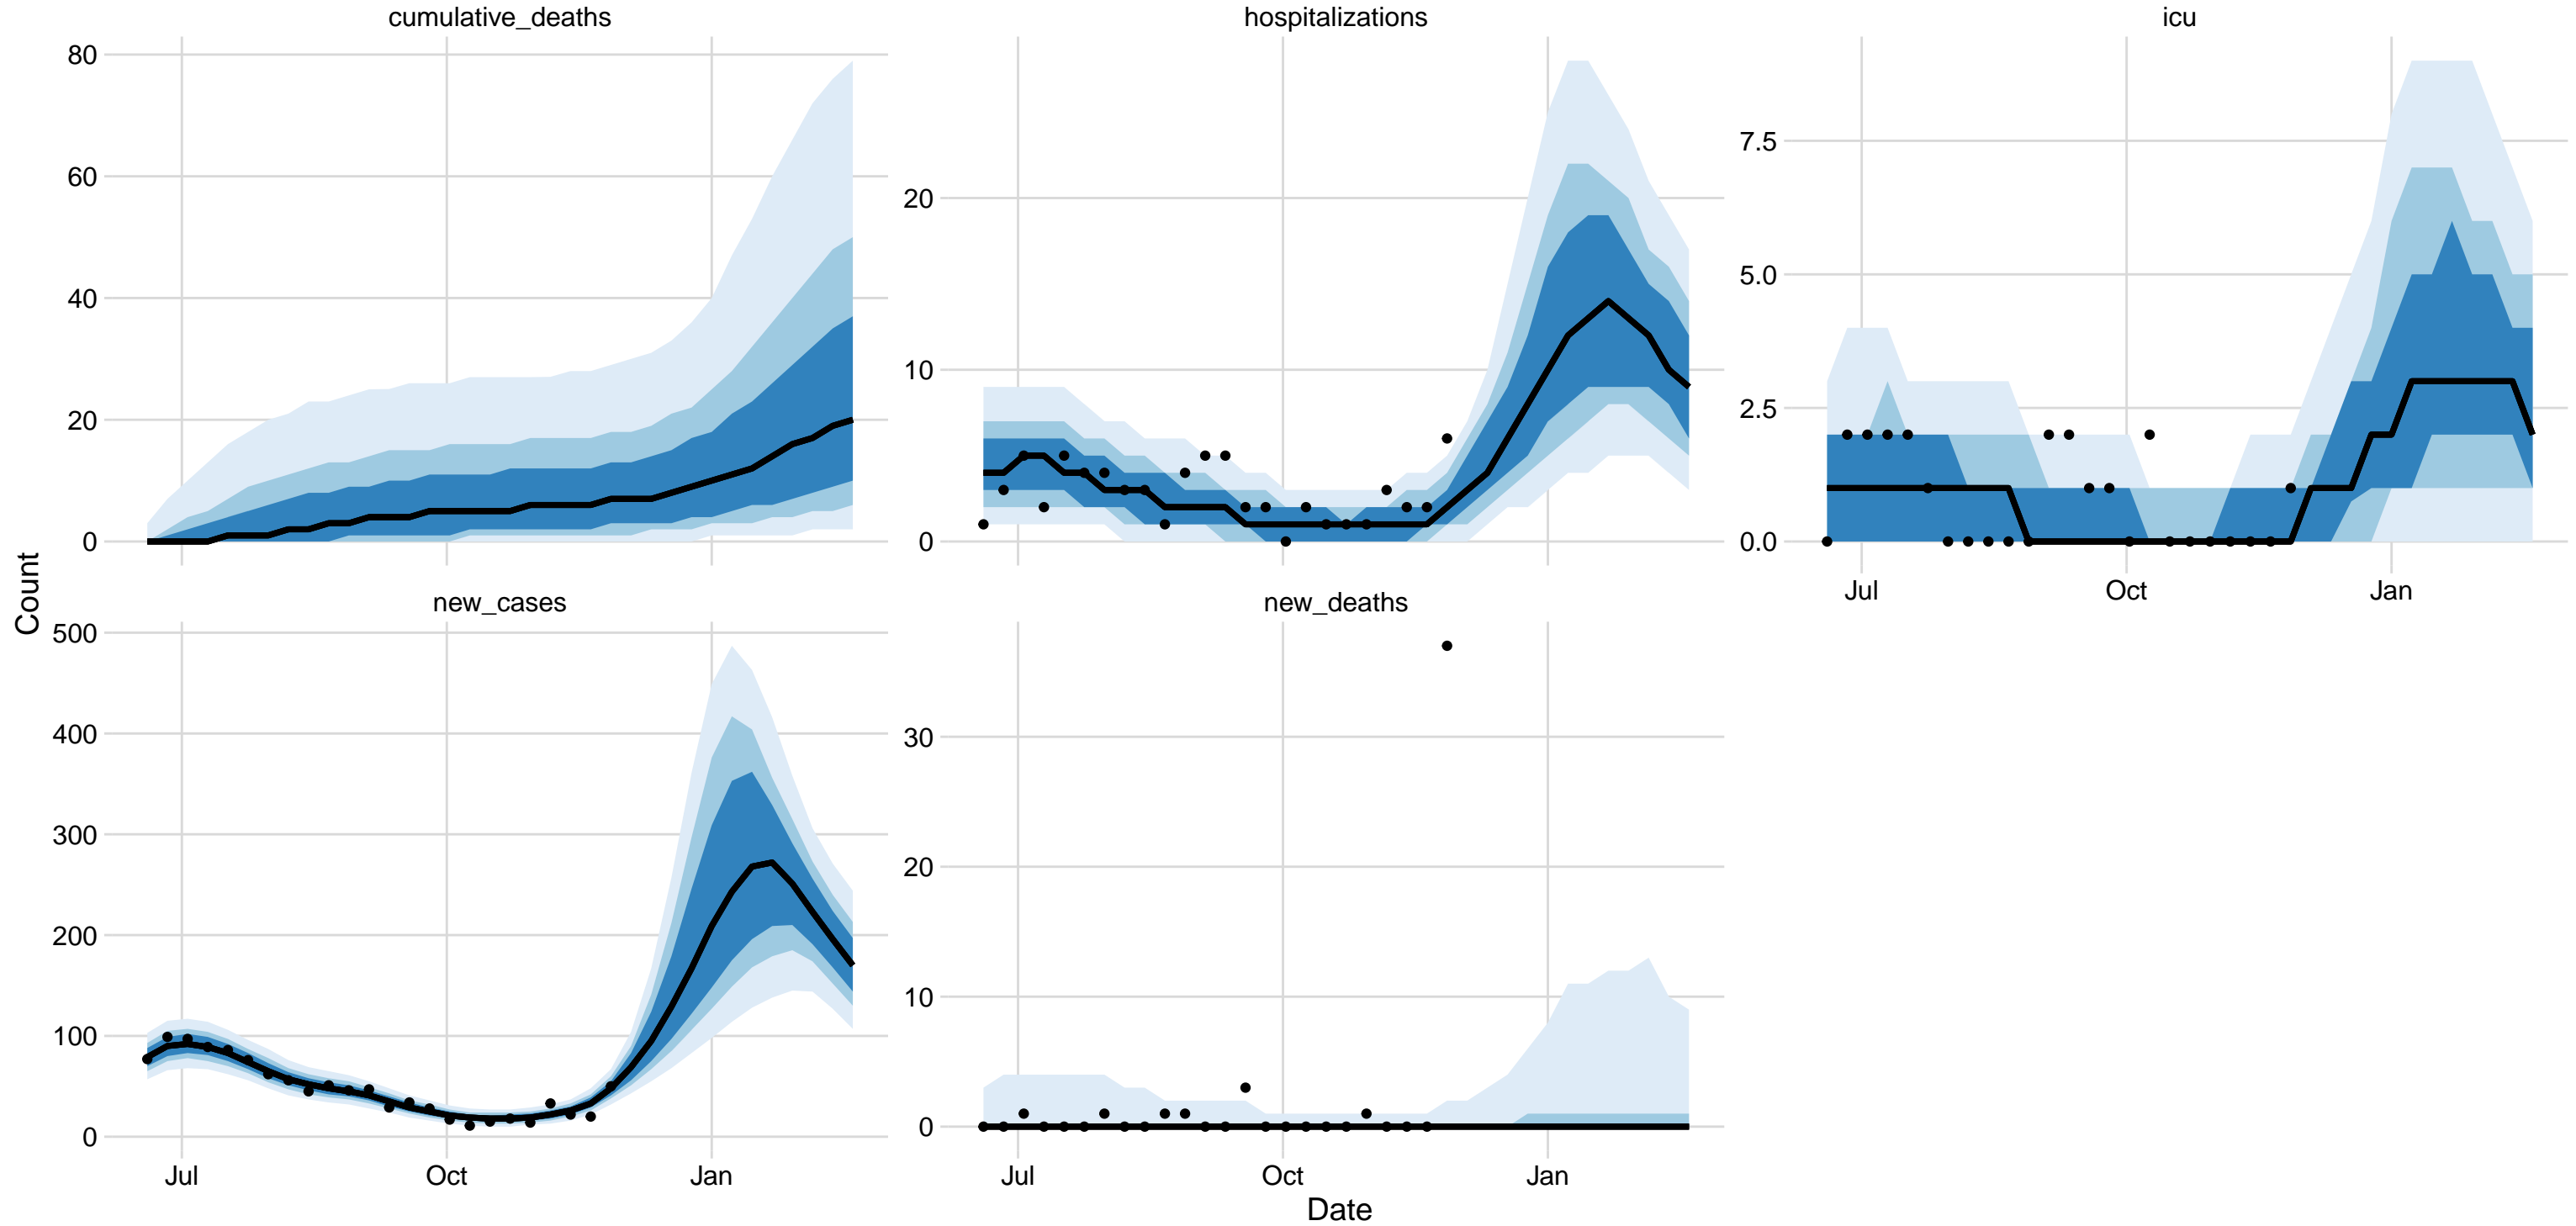 cumulative_deaths
80
60
40
20
0
hospitalizations
20
10
0
icu
7.5
5.0
2.5
0.0
Jul
Oct
Jan
Count
new_cases
500
400
300
200
100
0
Jul
Oct
Jan
new_deaths
30
20
10
0
Jul
Oct
Jan
Date